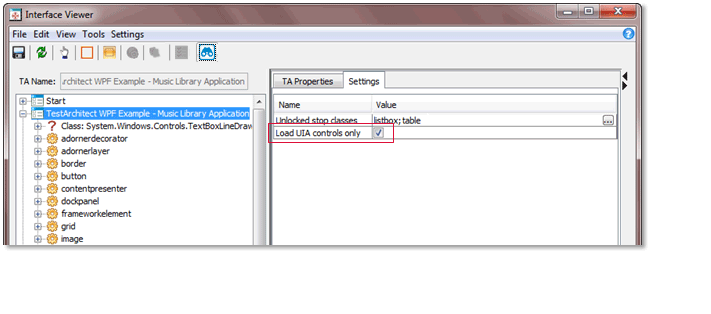 Interface Viewer
File Edit View Tools Settings
TA Name: rchitect WPF Example - Music Library Application
TA Properties Settings
Start
TestArchitect WPF Example - Music Library Application
Class: System.Windows.Controls.TextBoxLineDraw
adornerdecorator
adornerlayer
border
button
contentpresenter
dockpanel
frameworkelement
grid
image
Name Value
Unlocked stop classes listbox; table ...
Load UIA controls only